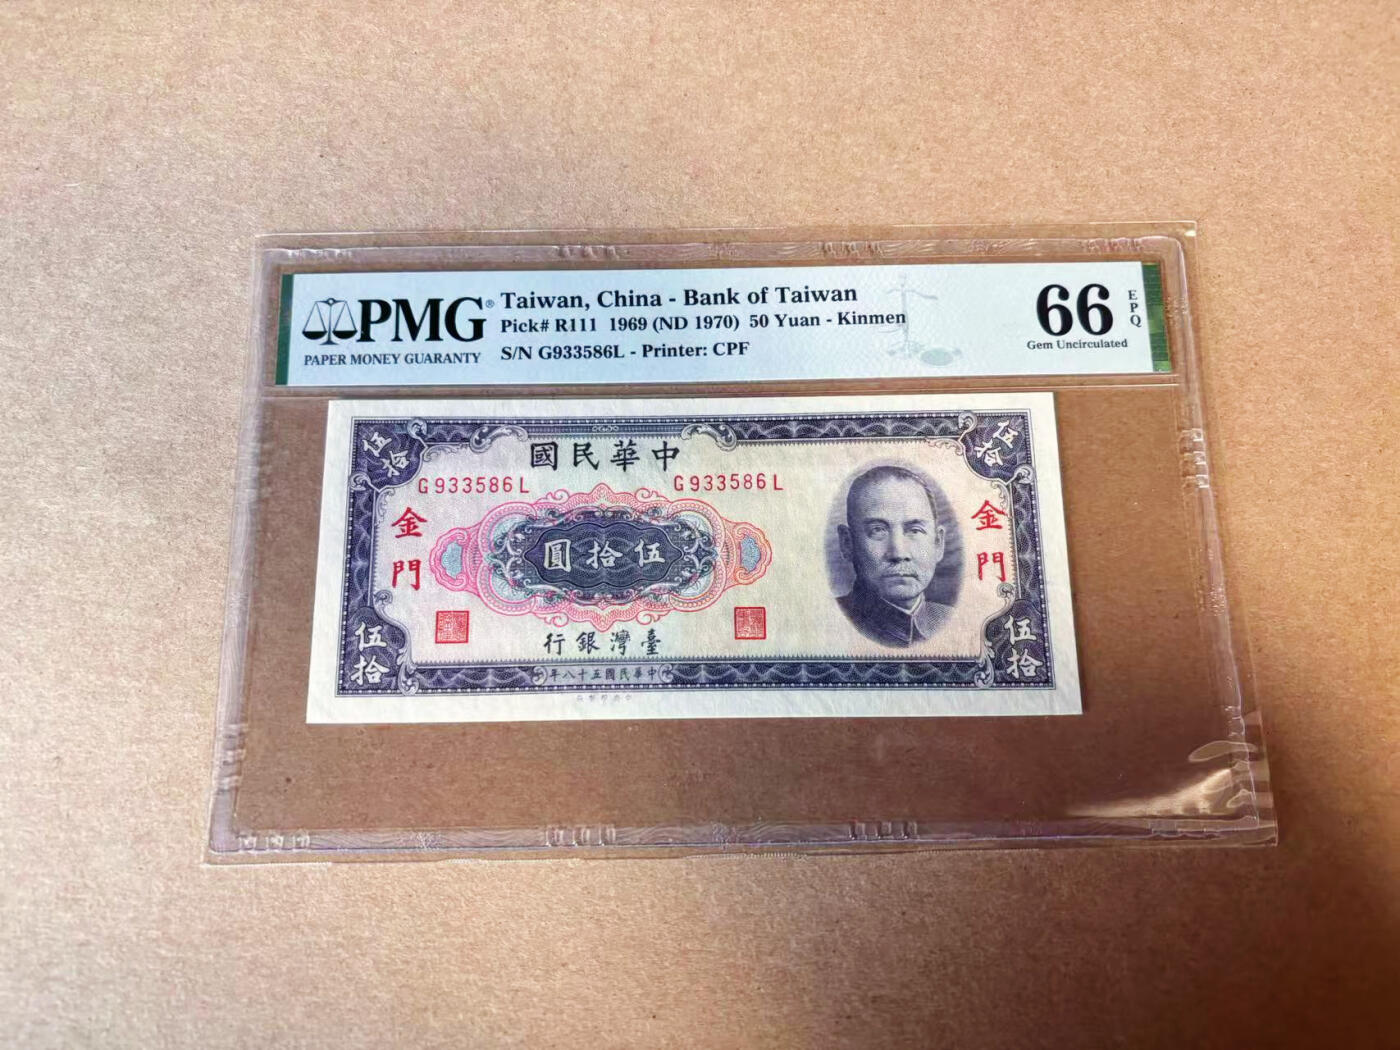 PMG®
PAPER MONEY GUARANTY
Taiwan, China - Bank of Taiwan
Pick# R111 1969 (ND 1970) 50 Yuan - Kinmen
S/N G933586L - Printer: CPF
66
EPQ
Gem Uncirculated
伍拾
國民華中
伍拾
G933586L
G933586L
金門
圓拾伍
金門
行銀灣臺
伍拾
年八十五國民華中
伍拾